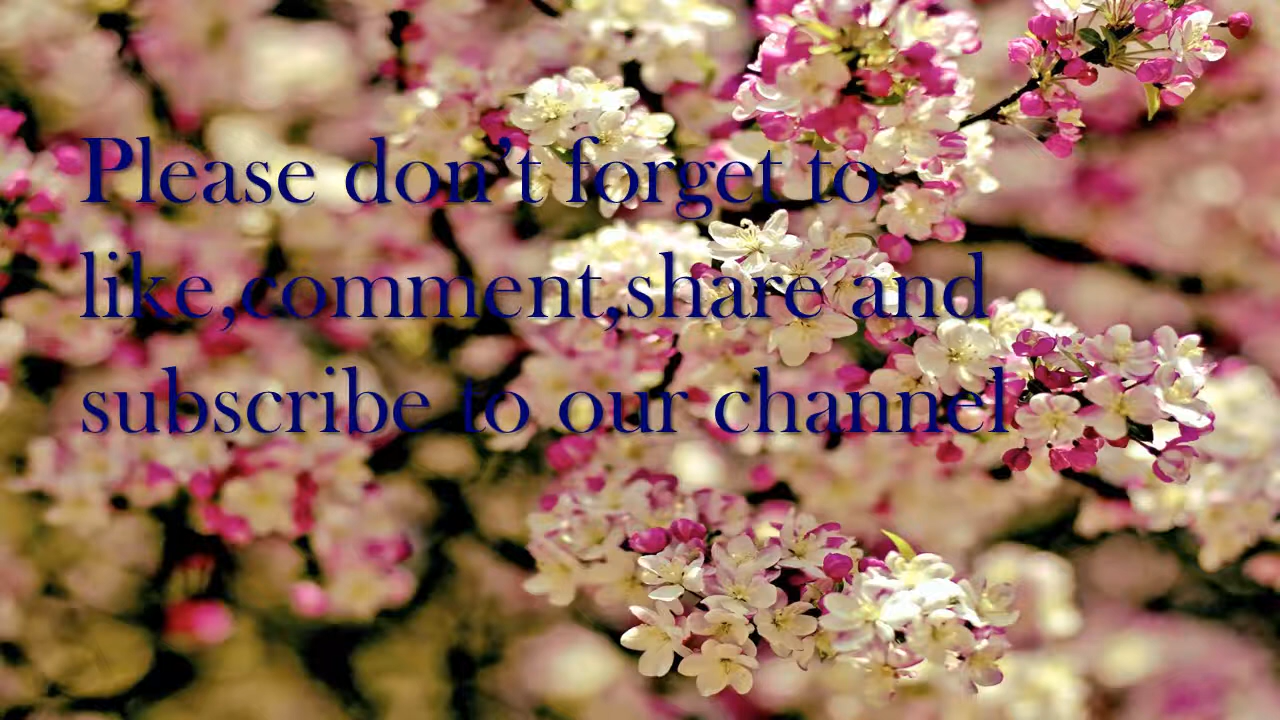 Please don’t forget to
like,comment,share and
subscribe to our channel